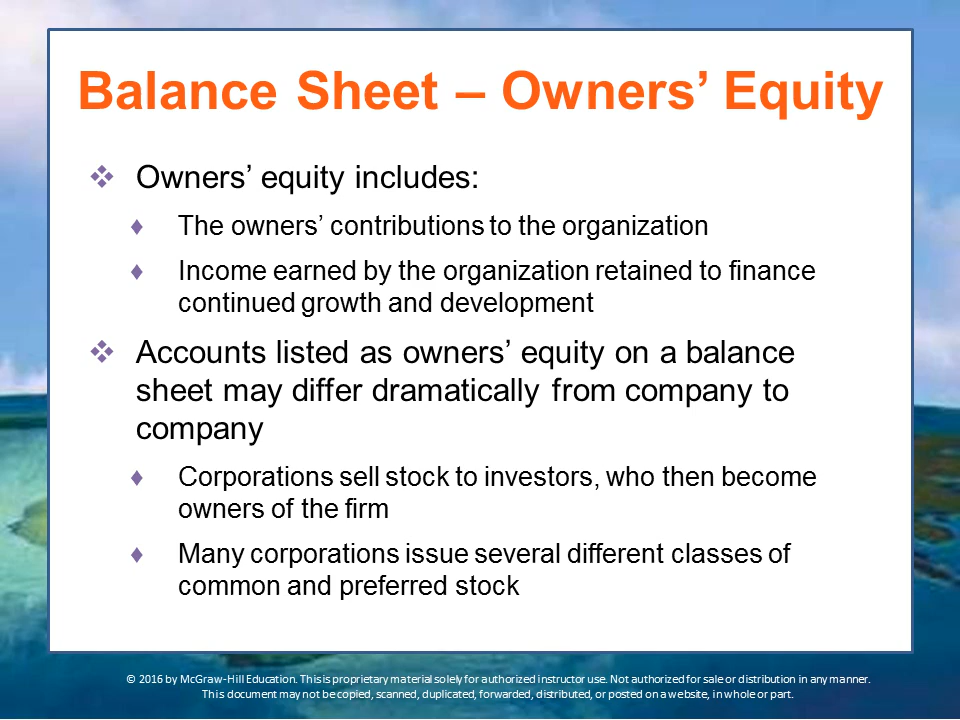 Balance Sheet – Owners’ Equity
Owners’ equity includes:
The owners’ contributions to the organization
Income earned by the organization retained to finance
continued growth and development
Accounts listed as owners’ equity on a balance
sheet may differ dramatically from company to
company
Corporations sell stock to investors, who then become
owners of the firm
Many corporations issue several different classes of
common and preferred stock
© 2016 by McGraw-Hill Education. This is proprietary material solely for authorized instructor use. Not authorized for sale or distribution in any manner.
This document may not be copied, scanned, duplicated, forwarded, distributed, or posted on a website, in whole or part.